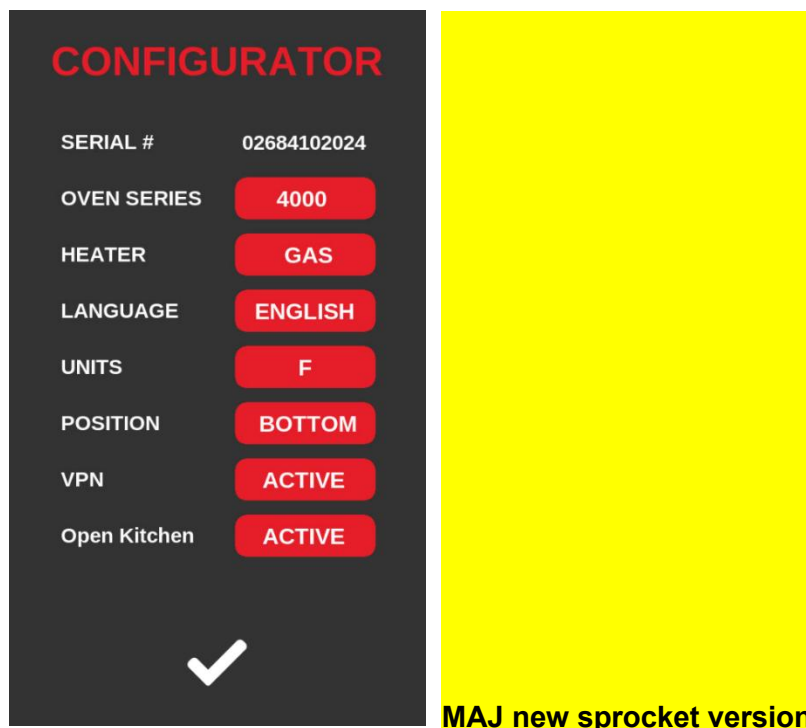 CONFIGURATOR
SERIAL # 02684102024
OVEN SERIES 4000
HEATER GAS
LANGUAGE ENGLISH
UNITS F
POSITION BOTTOM
VPN ACTIVE
Open Kitchen ACTIVE
MAJ new sprocket version